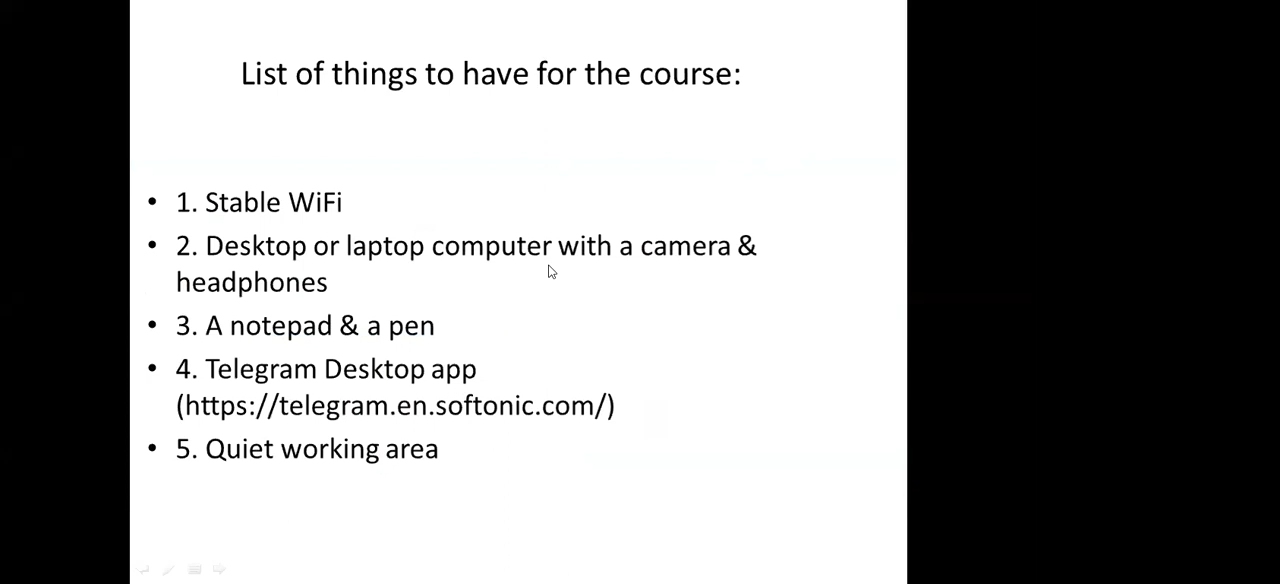 List of things to have for the course:
• 1. Stable WiFi
• 2. Desktop or laptop computer with a camera &
headphones
• 3. A notepad & a pen
• 4. Telegram Desktop app
(https://telegram.en.softonic.com/)
• 5. Quiet working area